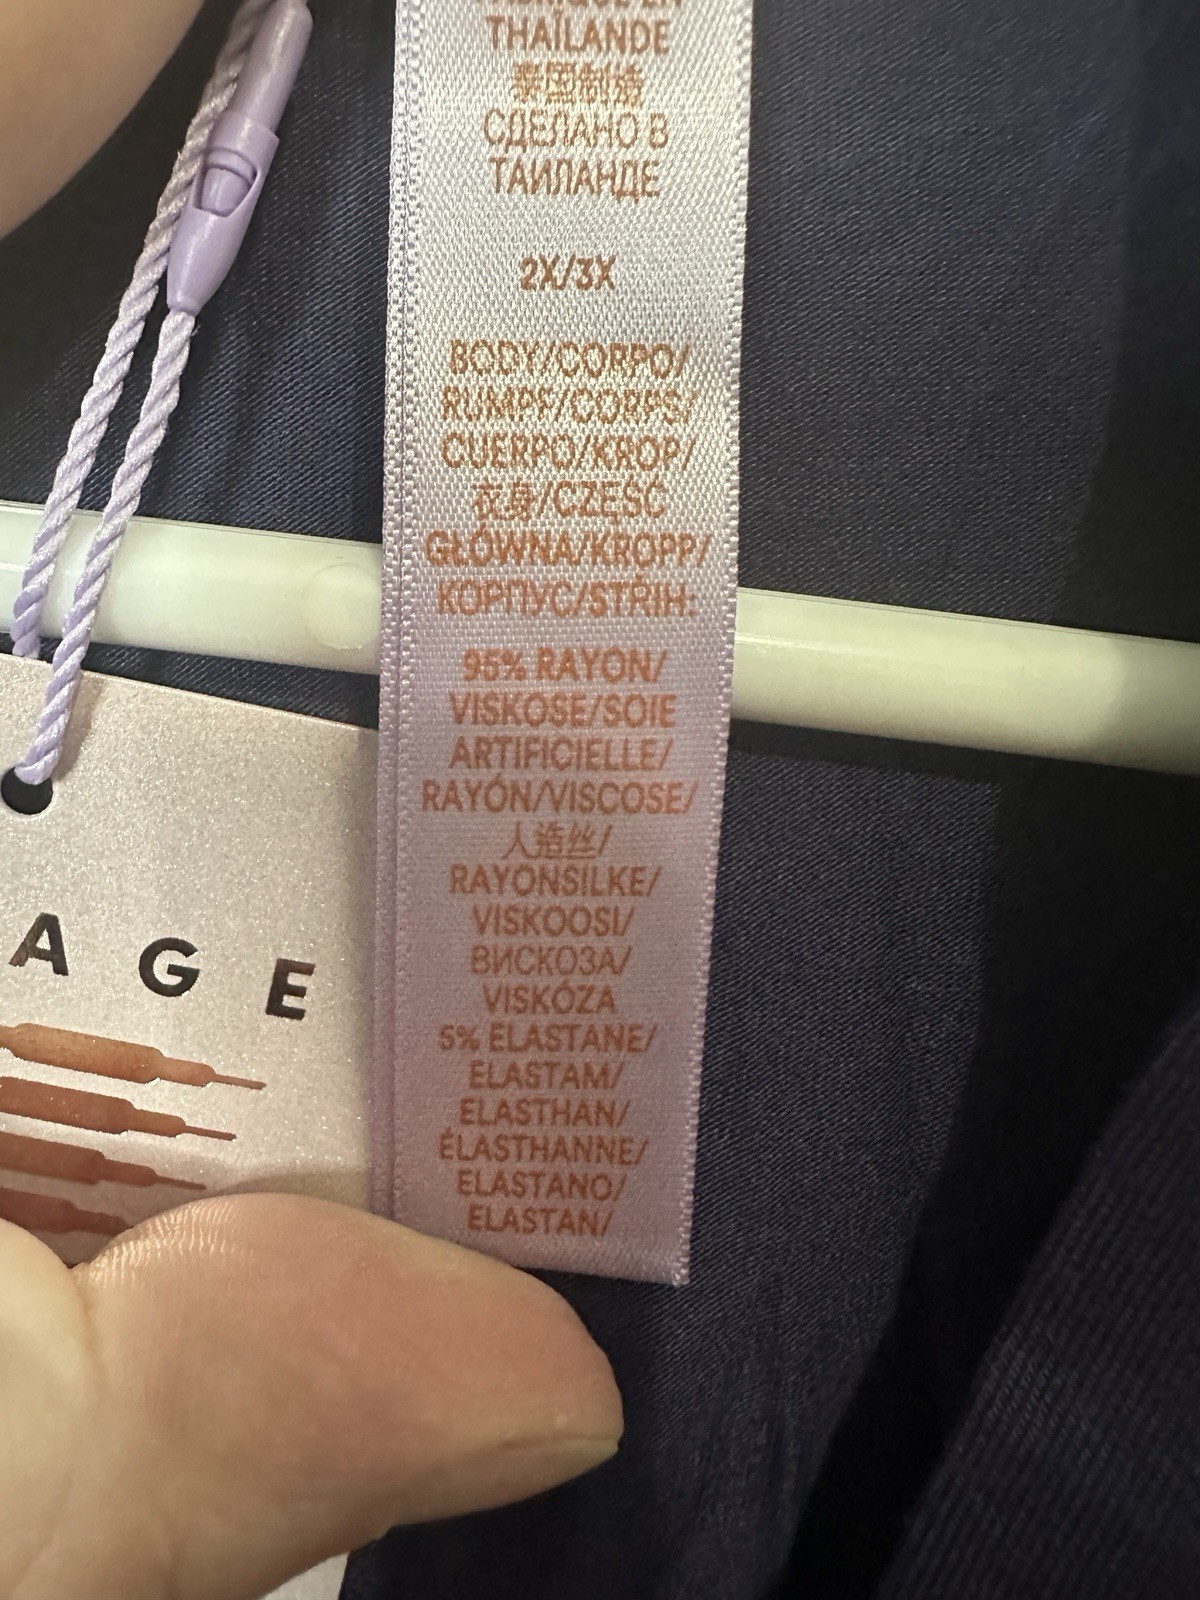 THAÏLANDE
泰国制造
СДЕЛАНО В
ТАИЛАНДЕ
2X/3X
BODY/CORPO/
RUMPF/CORPS/
CUERPO/KROP/
衣身/CZĘŚĆ
GŁÓWNA/KROPP/
КОРПУС/STŘIH:
95% RAYON/
VISKOSE/SOIE
ARTIFICIELLE/
RAYÓN/VISCOSE/
人造丝/
RAYONSILKE/
VISKOOSI/
ВИСКОЗА/
VISKÓZA
5% ELASTANE/
ELASTAM/
ELASTHAN/
ÉLASTHANNE/
ELASTANO/
ELASTAN/
AGE